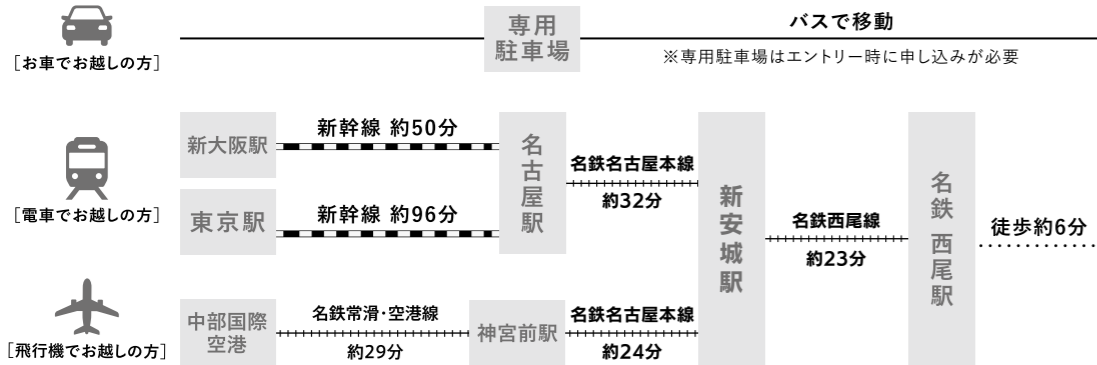 専用
駐車場
バスで移動
[お車でお越しの方]
※専用駐車場はエントリー時に申し込みが必要
新大阪駅
新幹線 約50分
名古屋駅
名鉄名古屋本線
約32分
新安城駅
名鉄 西尾駅
東京駅
新幹線 約96分
[電車でお越しの方]
名鉄西尾線
約23分
徒歩約6分
中部国際
空港
名鉄常滑・空港線
約29分
神宮前駅
名鉄名古屋本線
約24分
[飛行機でお越しの方]